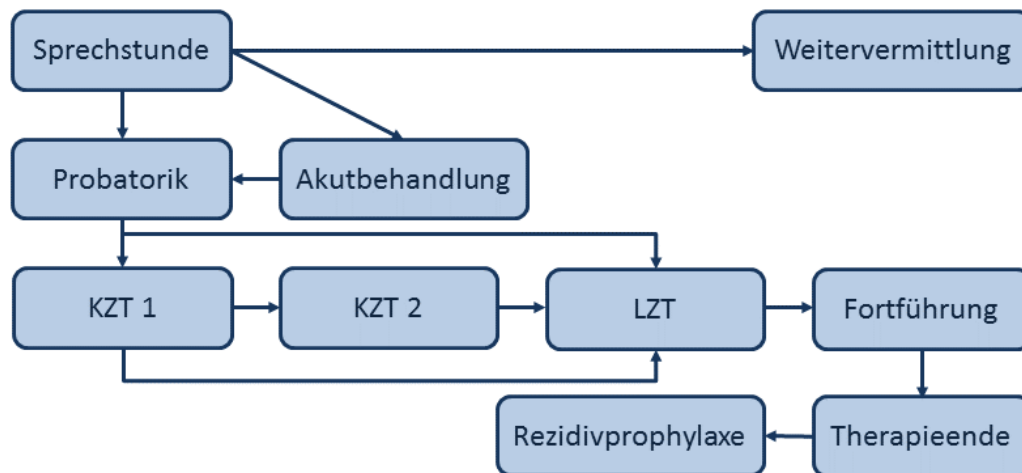 Sprechstunde
Weitervermittlung
Probatorik
Akutbehandlung
KZT 1
KZT 2
LZT
Fortführung
Rezidivprophylaxe
Therapieende